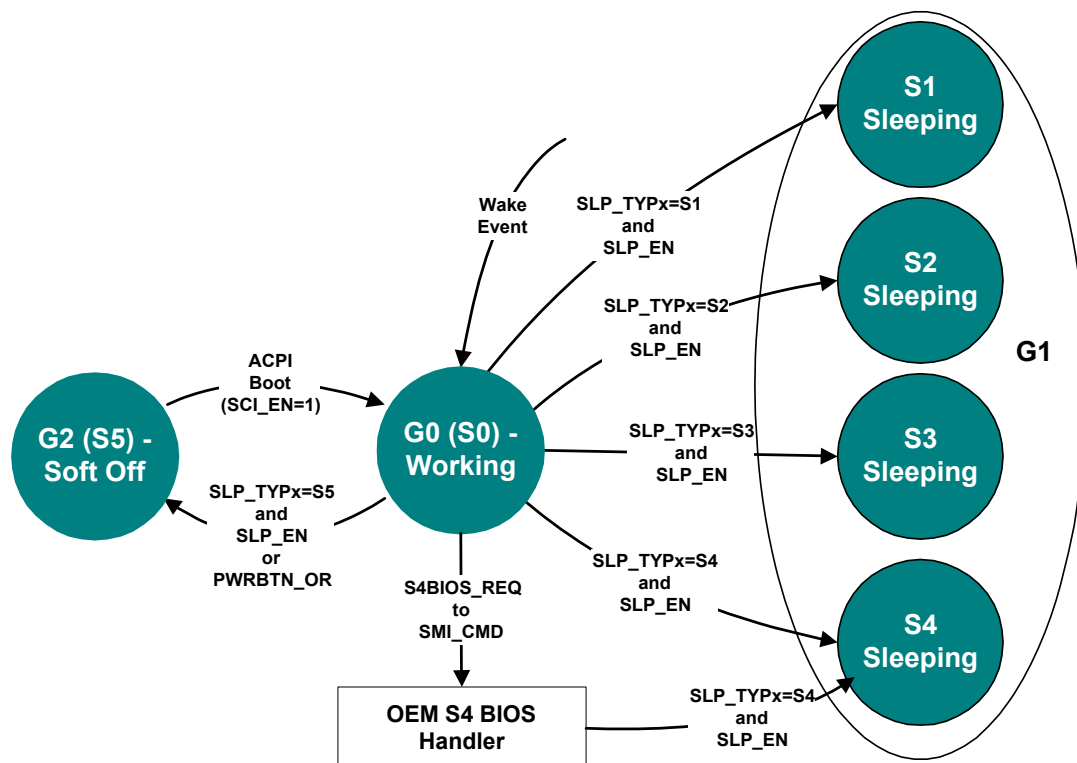 S1
Sleeping
Wake
Event
SLP_TYPx=S1
and
SLP_EN
S2
Sleeping
SLP_TYPx=S2
and
SLP_EN
G1
ACPI
Boot
(SCI_EN=1)
G2 (S5) -
Soft Off
G0 (S0) -
Working
SLP_TYPx=S3
and
SLP_EN
S3
Sleeping
SLP_TYPx=S5
and
SLP_EN
or
PWRBTN_OR
S4BIOS_REQ
to
SMI_CMD
SLP_TYPx=S4
and
SLP_EN
S4
Sleeping
OEM S4 BIOS
Handler
SLP_TYPx=S4
and
SLP_EN